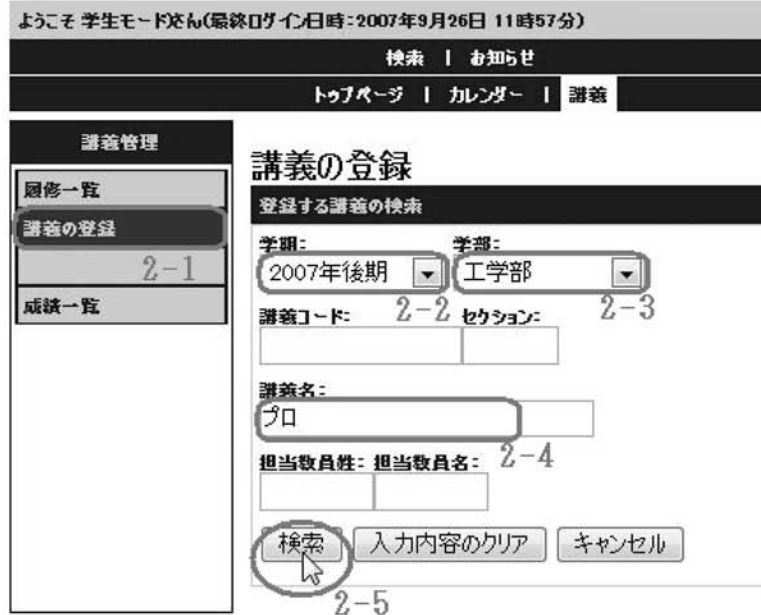 ようこそ 学生モードさん(最終ログイン日時:2007年9月26日 11時57分)
検索 | お知らせ
トップページ | カレンダー | 講義
講義管理
履修一覧
講義の登録
2-1
成績一覧
講義の登録
登録する講義の検索
学期: 学部:
2007年後期 工学部
2-2 2-3
講義コード: セクション:
講義名:
プロ
2-4
担当教員姓: 担当教員名:
検索 入力内容のクリア キャンセル
2-5